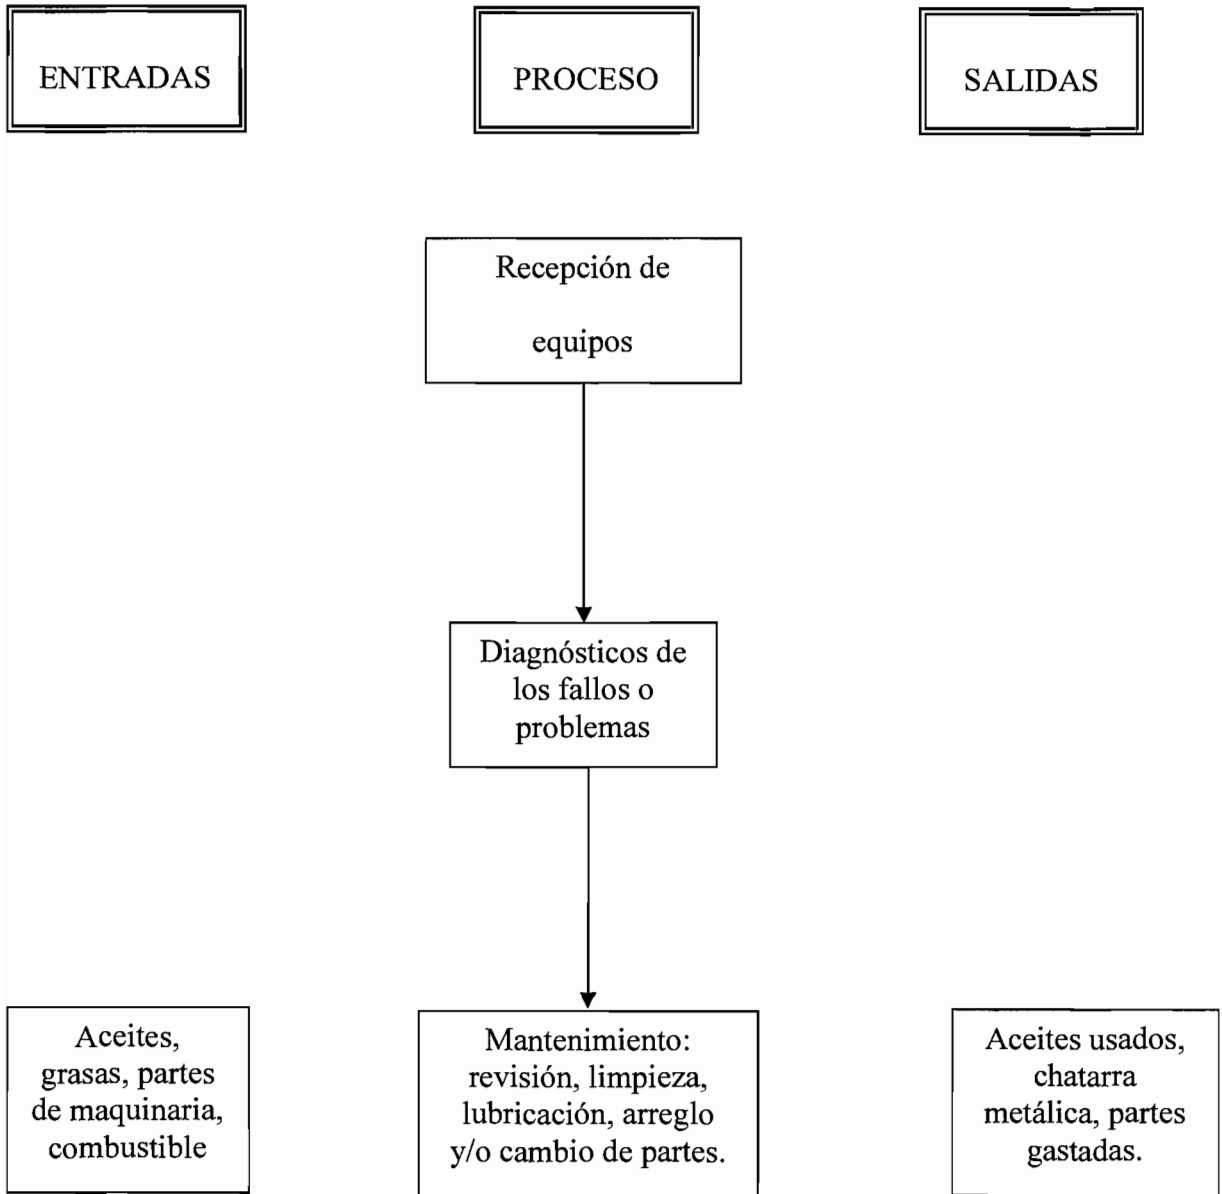 ENTRADAS
PROCESO
SALIDAS
Recepción de
equipos
Diagnósticos de
los fallos o
problemas
Aceites,
grasas, partes
de maquinaria,
combustible
Mantenimiento:
revisión, limpieza,
lubricación, arreglo
y/o cambio de partes.
Aceites usados,
chatarra
metálica, partes
gastadas.